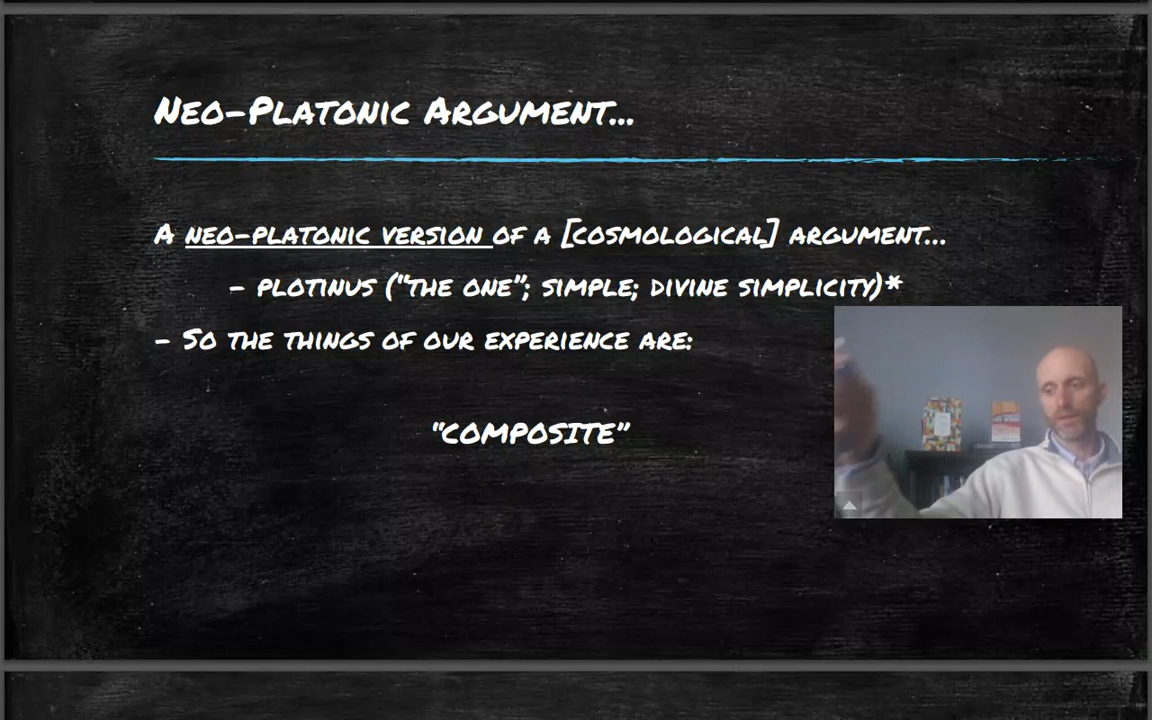 Neo-Platonic Argument...
A neo-platonic version of a [cosmological] argument...
- Plotinus ("the One"; simple; divine simplicity)*
- So the things of our experience are:
"composite"